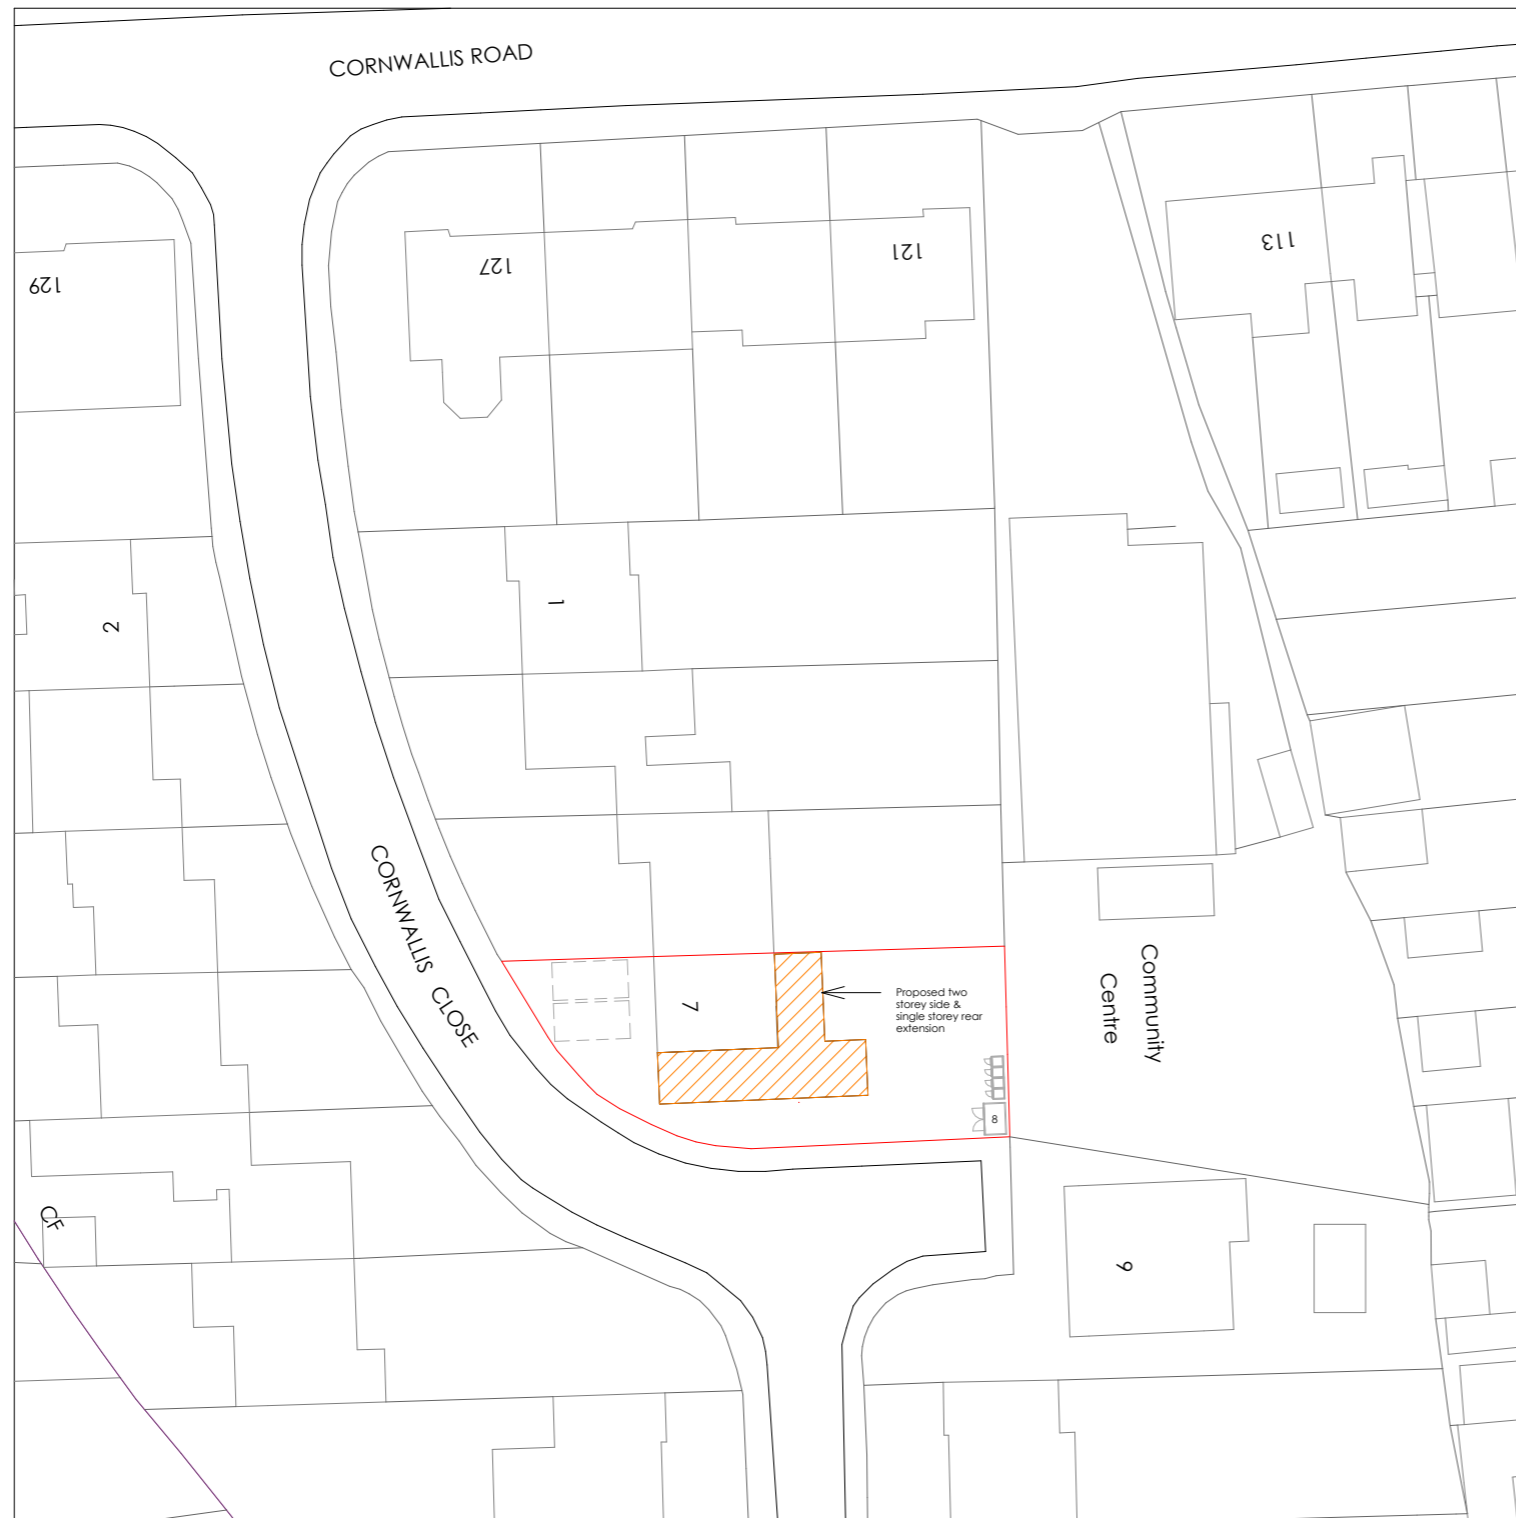 CORNWALLIS ROAD
129
127
121
113
2
1
CORNWALLIS CLOSE
7
Proposed two
storey side &
single storey rear
extension
Community
Centre
8
9
CF